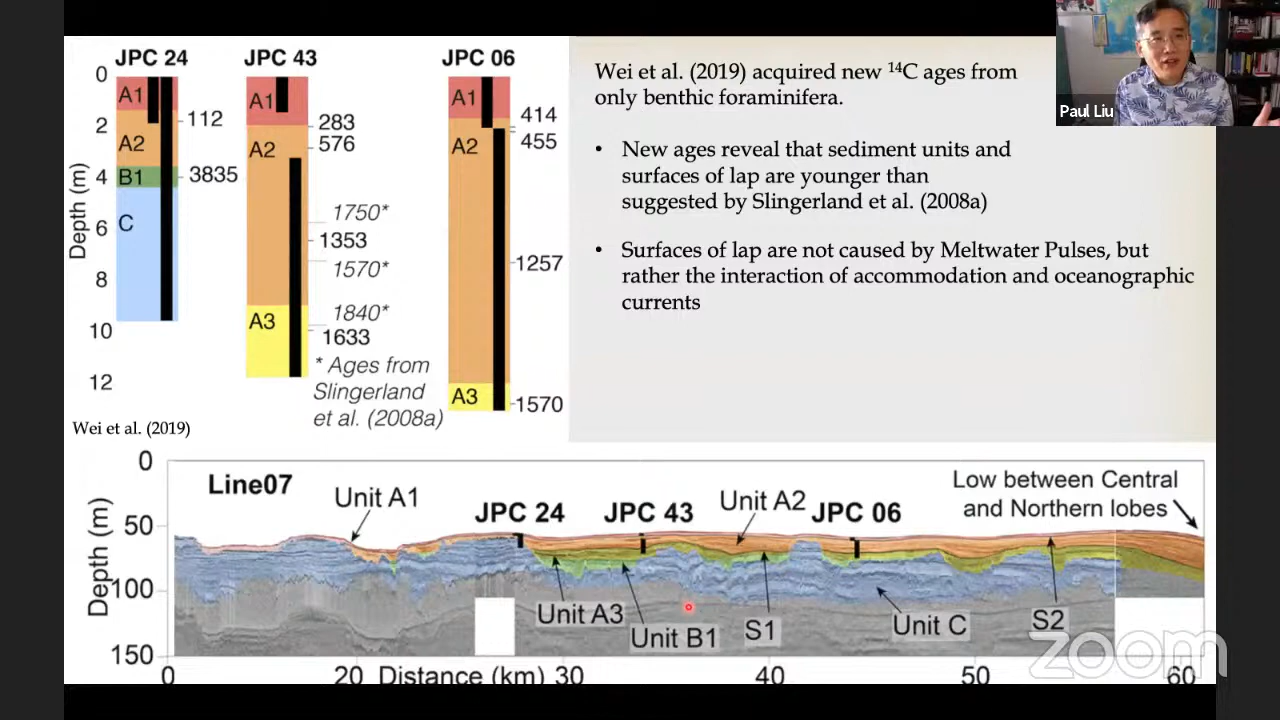 JPC 24
JPC 43
JPC 06
0
2
4
6
8
10
12
Depth (m)
A1
A2
B1
C
112
3835
A1
A2
A3
283
576
1750*
1353
1570*
1840*
1633
* Ages from
Slingerland
et al. (2008a)
A1
A2
A3
414
455
1257
1570
Wei et al. (2019)
Wei et al. (2019) acquired new ¹⁴C ages from
only benthic foraminifera.
• New ages reveal that sediment units and
surfaces of lap are younger than
suggested by Slingerland et al. (2008a)
• Surfaces of lap are not caused by Meltwater Pulses, but
rather the interaction of accommodation and oceanographic
currents
Paul Liu
0
50
100
150
Depth (m)
Line07
Unit A1
JPC 24
JPC 43
Unit A2
JPC 06
Low between Central
and Northern lobes
Unit A3
Unit B1
S1
Unit C
S2
0
20
Distance (km)
30
40
50
60
zoom